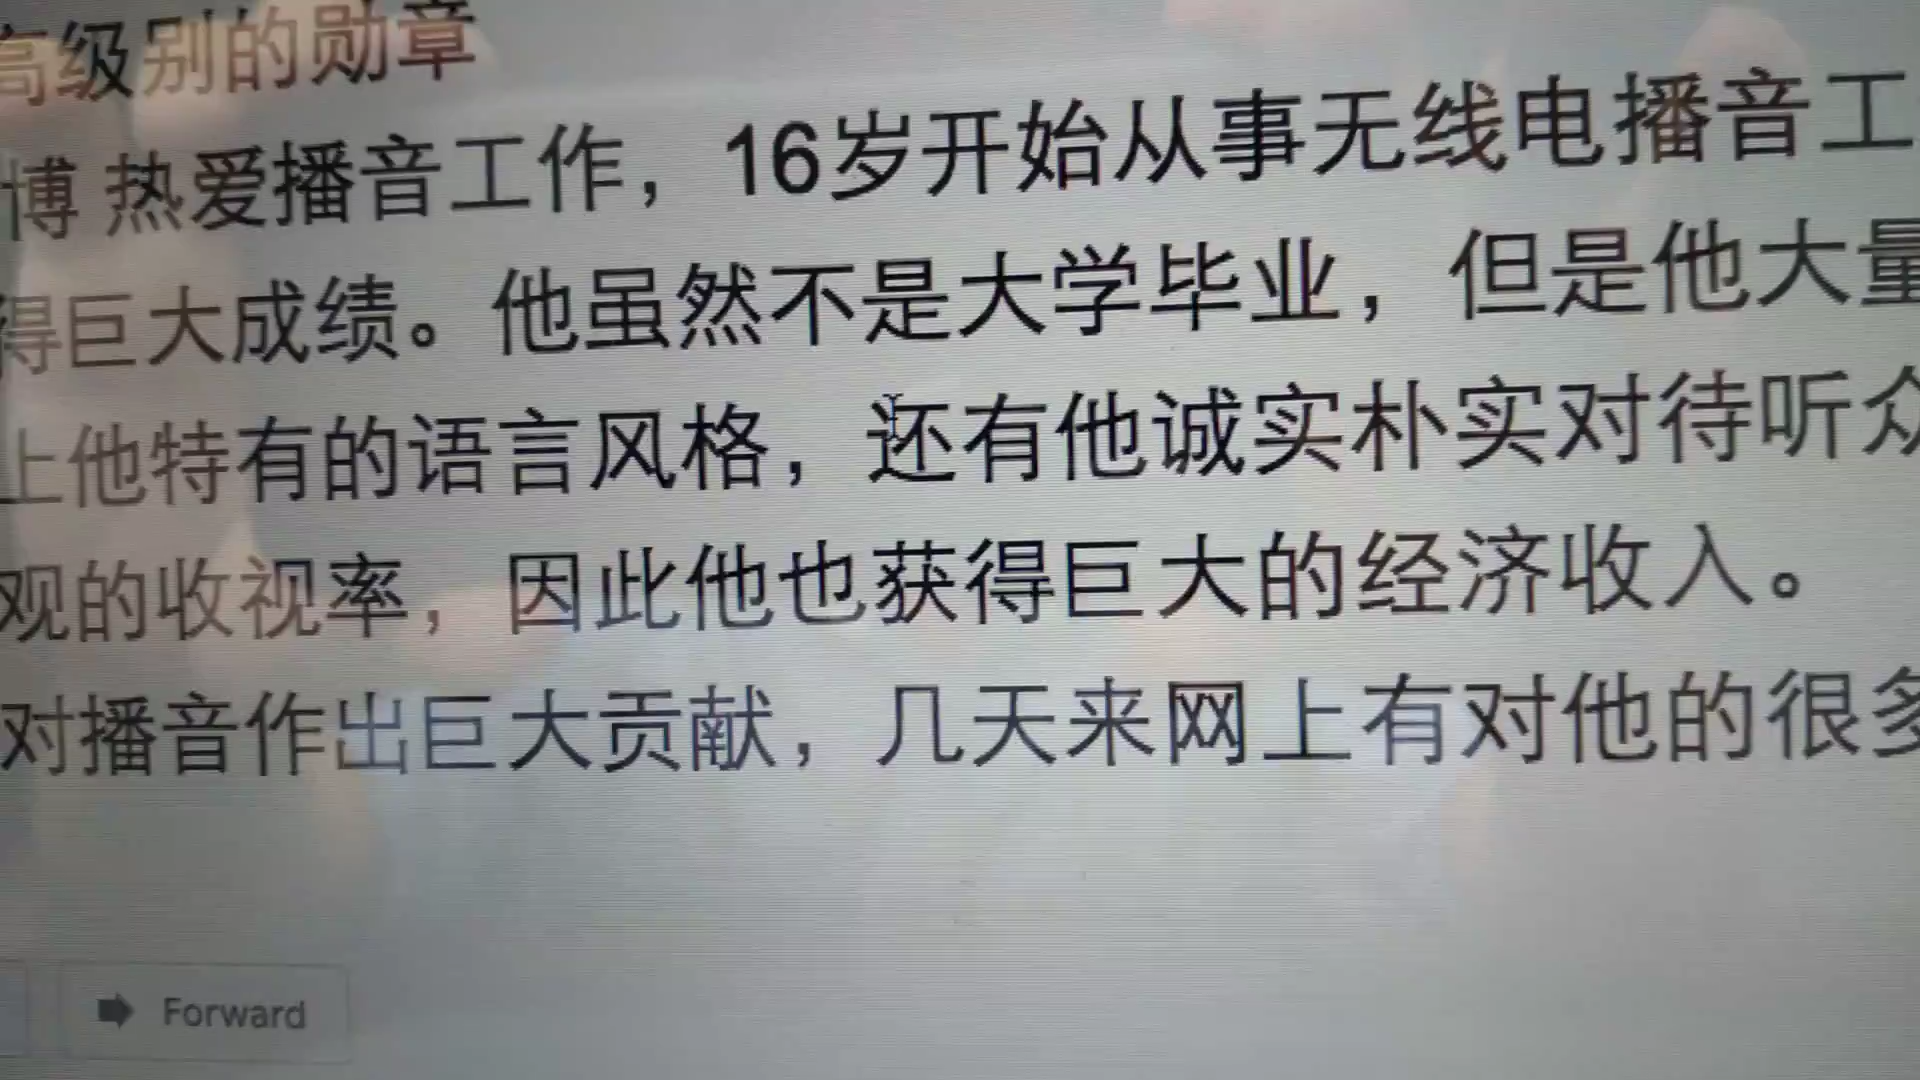 高级别的勋章
博 热爱播音工作，16岁开始从事无线电播音工
得巨大成绩。他虽然不是大学毕业，但是他大量
上他特有的语言风格，还有他诚实朴实对待听众
观的收视率，因此他也获得巨大的经济收入。
对播音作出巨大贡献，几天来网上有对他的很多
Forward